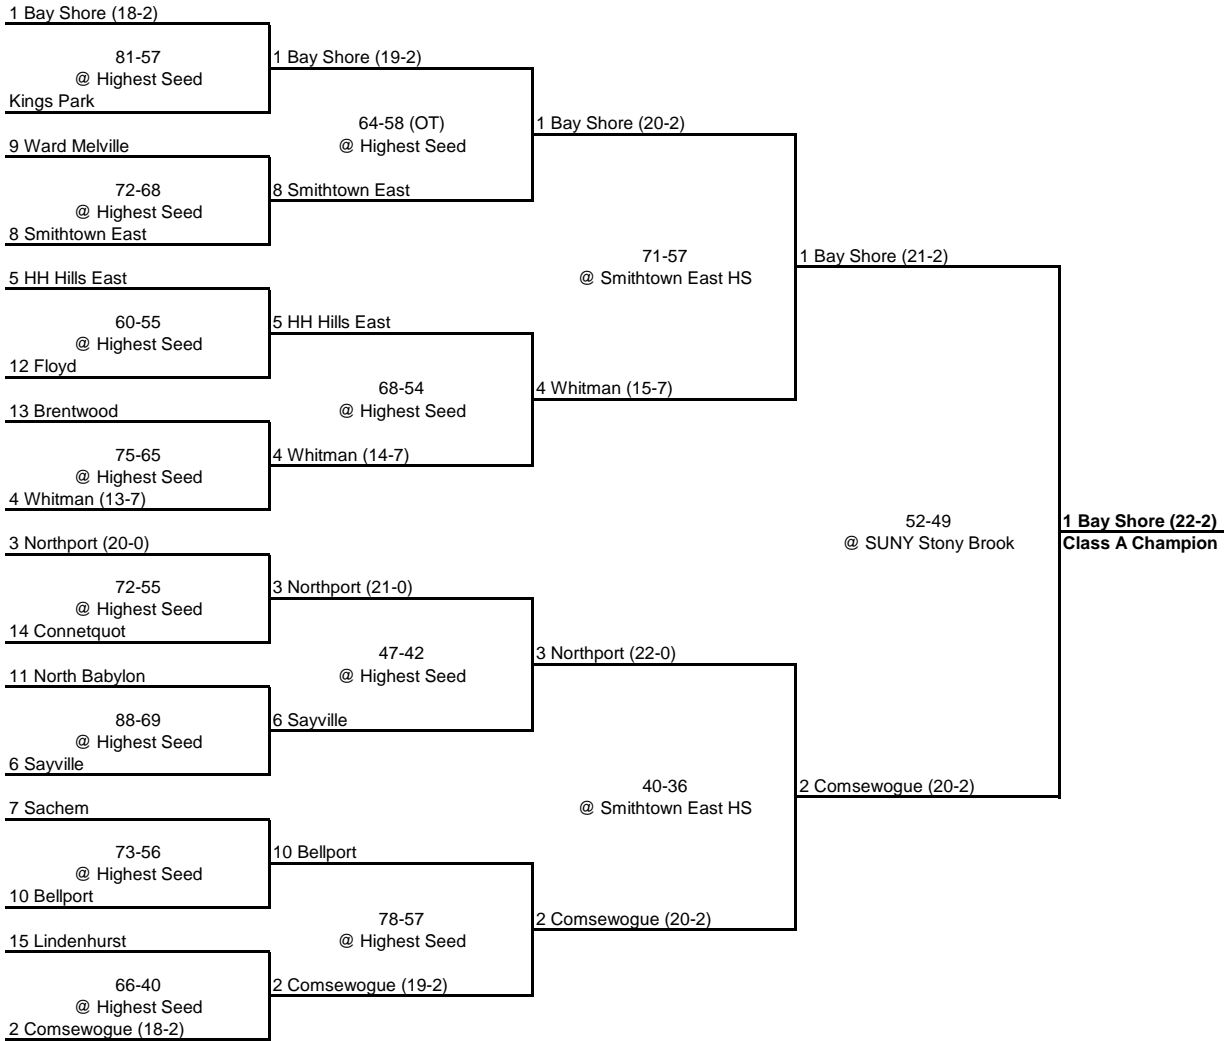 1 Bay Shore (18-2)
81-57
@ Highest Seed
Kings Park
1 Bay Shore (19-2)
9 Ward Melville
72-68
@ Highest Seed
8 Smithtown East
64-58 (OT)
@ Highest Seed
8 Smithtown East
1 Bay Shore (20-2)
5 HH Hills East
60-55
@ Highest Seed
12 Floyd
5 HH Hills East
13 Brentwood
75-65
@ Highest Seed
4 Whitman (13-7)
68-54
@ Highest Seed
4 Whitman (14-7)
71-57
@ Smithtown East HS
4 Whitman (15-7)
1 Bay Shore (21-2)
3 Northport (20-0)
72-55
@ Highest Seed
14 Connetquot
3 Northport (21-0)
11 North Babylon
88-69
@ Highest Seed
6 Sayville
47-42
@ Highest Seed
6 Sayville
3 Northport (22-0)
7 Sachem
73-56
@ Highest Seed
10 Bellport
10 Bellport
15 Lindenhurst
66-40
@ Highest Seed
2 Comsewogue (18-2)
78-57
@ Highest Seed
2 Comsewogue (19-2)
40-36
@ Smithtown East HS
2 Comsewogue (20-2)
2 Comsewogue (20-2)
52-49
@ SUNY Stony Brook
1 Bay Shore (22-2)
Class A Champion